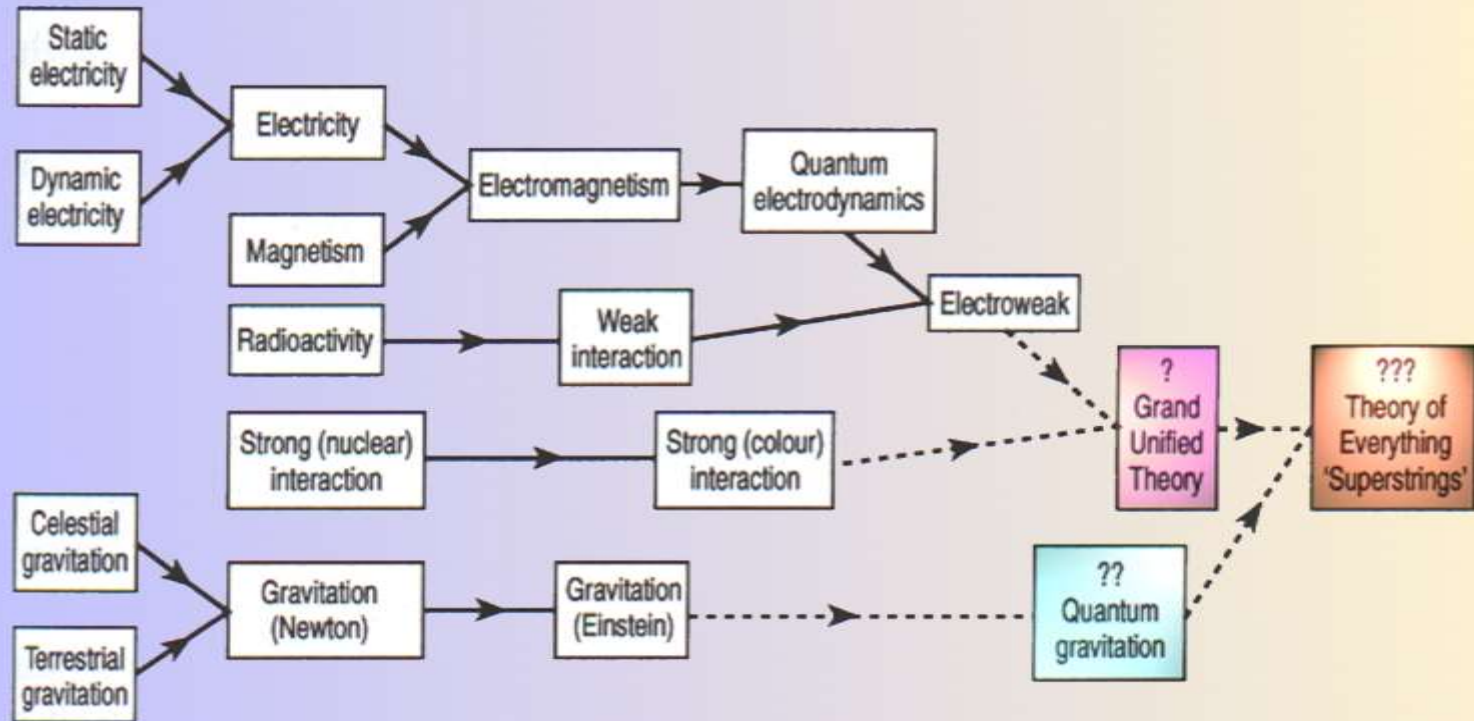 Static
electricity
Electricity
Dynamic
electricity
Electromagnetism
Quantum
electrodynamics
Magnetism
Electroweak
Radioactivity
Weak
interaction
?
Grand
Unified
Theory
???
Theory of
Everything
'Superstrings'
Strong (nuclear)
interaction
Strong (colour)
interaction
Celestial
gravitation
Gravitation
(Newton)
Gravitation
(Einstein)
??
Quantum
gravitation
Terrestrial
gravitation